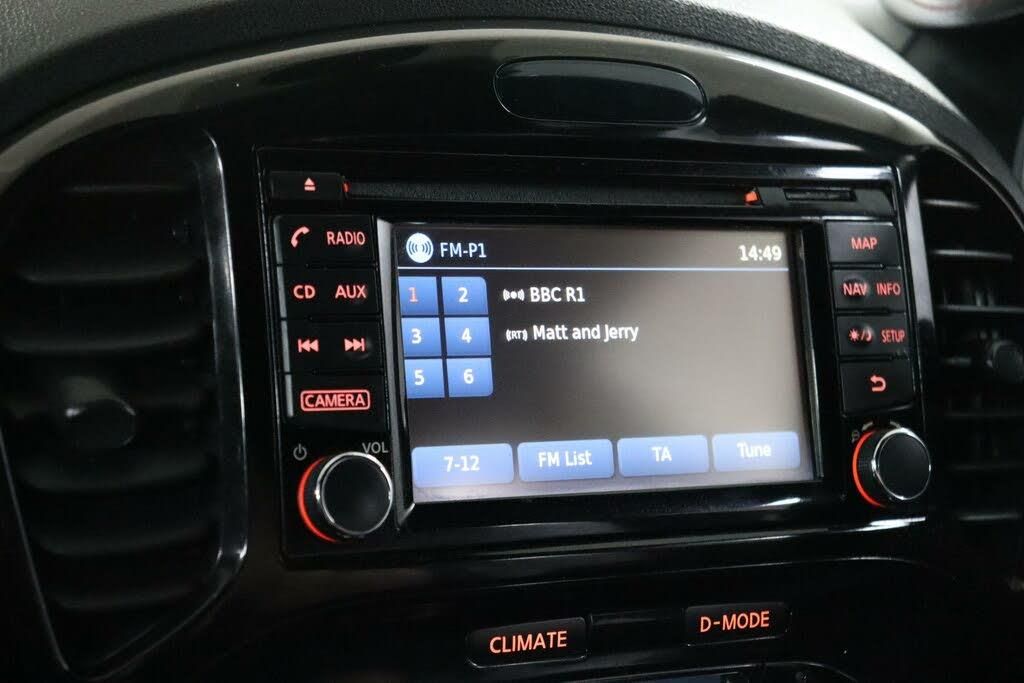 RADIO
CD AUX
CAMERA
VOL
FM-P1 14:49
1 2 BBC R1
3 4 (RT) Matt and Jerry
5 6
7-12 FM List TA Tune
MAP
NAV INFO
SETUP
CLIMATE D-MODE